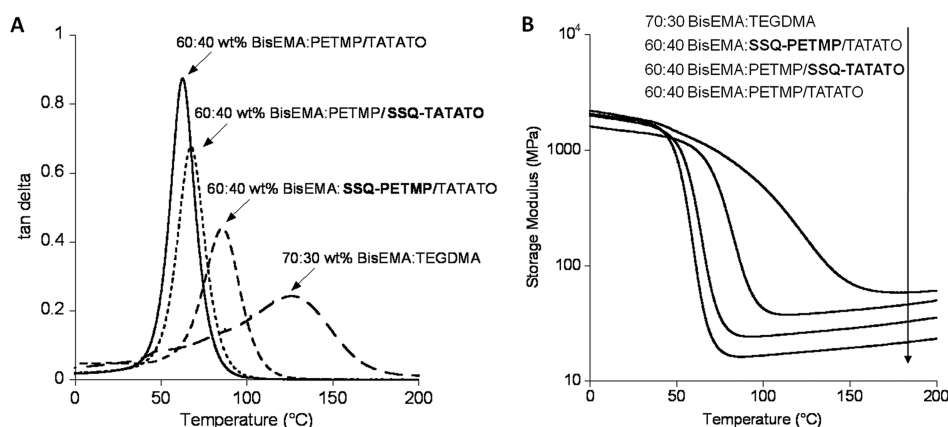 A
1
0.8
0.6
0.4
0.2
0
0
50
100
150
200
tan delta
Temperature (°C)
60:40 wt% BisEMA:PETMP/TATATO
60:40 wt% BisEMA:PETMP/SSQ-TATATO
60:40 wt% BisEMA:SSQ-PETMP/TATATO
70:30 wt% BisEMA:TEGDMA
B
70:30 BisEMA:TEGDMA
60:40 BisEMA:SSQ-PETMP/TATATO
60:40 BisEMA:PETMP/SSQ-TATATO
60:40 BisEMA:PETMP/TATATO
10⁴
1000
100
10
0
50
100
150
200
Storage Modulus (MPa)
Temperature (°C)